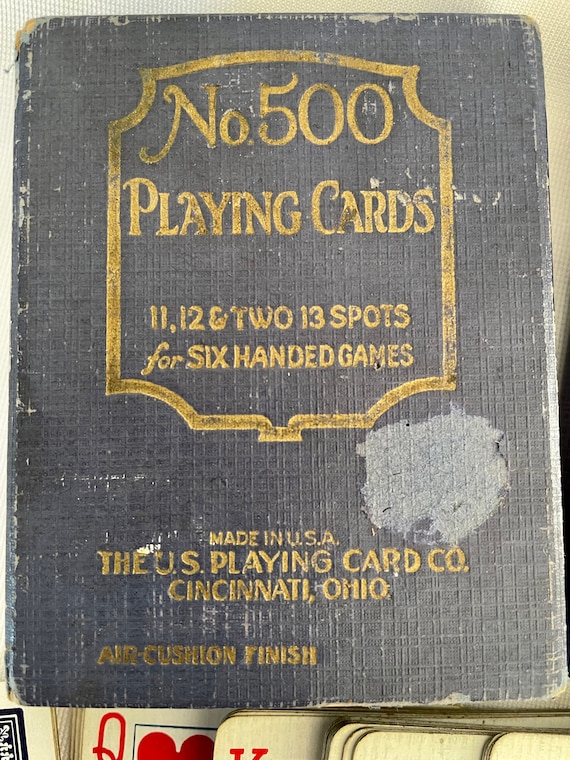 No. 500
PLAYING CARDS
11, 12 & TWO 13 SPOTS
for SIX HANDED GAMES
MADE IN U.S.A.
THE U.S. PLAYING CARD CO.
CINCINNATI, OHIO.
AIR-CUSHION FINISH
Q
K